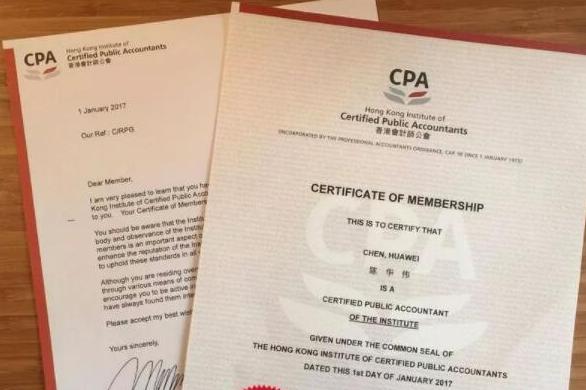 CPA
Hong Kong Institute of
Certified Public Accountants
香港會計師公會
1 January 2017
Our Ref : C/RPG
Dear Member,
I am very pleased to learn that you ha
Kong Institute of Certified Public Acco
to you. Your Certificate of Members
You should be aware that the Instit
body and observance of the Institu
members is an important aspect o
enhance the reputation of the Ins
to uphold these standards in all
Although you are residing over
through various means of com
encourage you to be active in
have always found them inte
Please accept my best wis
Yours sincerely,
CPA
Hong Kong Institute of
Certified Public Accountants
香港會計師公會
(INCORPORATED BY THE PROFESSIONAL ACCOUNTANTS ORDINANCE, CAP 50 SINCE 1 JANUARY 1973)
CERTIFICATE OF MEMBERSHIP
THIS IS TO CERTIFY THAT
CHEN, HUAWEI
陈 华 伟
IS A
CERTIFIED PUBLIC ACCOUNTANT
OF THE INSTITUTE
GIVEN UNDER THE COMMON SEAL OF
THE HONG KONG INSTITUTE OF CERTIFIED PUBLIC ACCOUNTANTS
DATED THIS 1st DAY OF JANUARY 2017